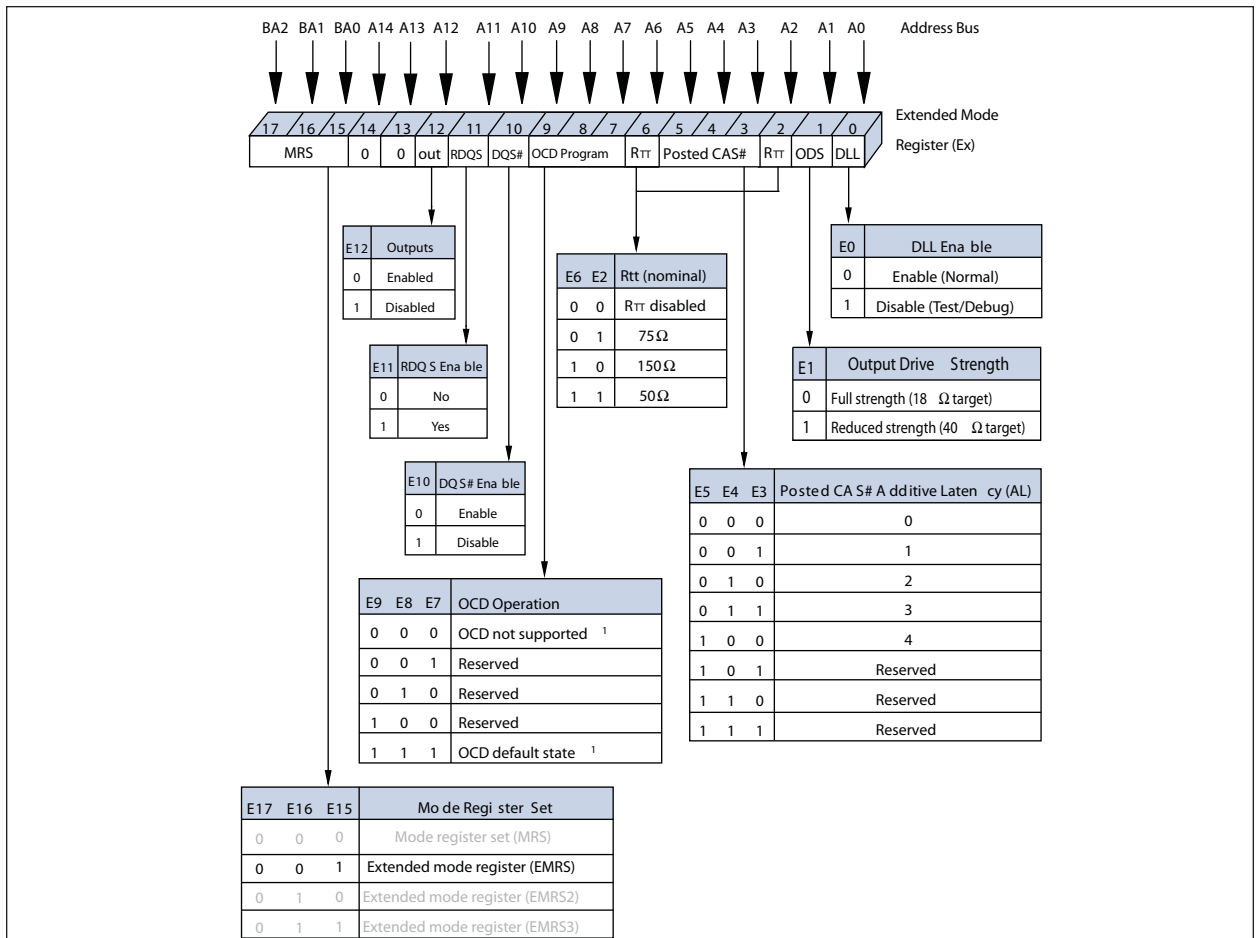 BA2 BA1 BA0 A14 A13 A12 A11 A10 A9 A8 A7 A6 A5 A4 A3 A2 A1 A0 Address Bus
17 16 15 14 13 12 11 10 9 8 7 6 5 4 3 2 1 0 Extended Mode
Register (Ex)
MRS 0 0 out RDQS DQS# OCD Program RTT Posted CAS# RTT ODS DLL
E12 Outputs
0 Enabled
1 Disabled
E0 DLL Ena ble
0 Enable (Normal)
1 Disable (Test/Debug)
E6 E2 Rtt (nominal)
0 0 RTT disabled
0 1 75Ω
1 0 150Ω
1 1 50Ω
E11 RDQ S Ena ble
0 No
1 Yes
E1 Output Drive Strength
0 Full strength (18 Ω target)
1 Reduced strength (40 Ω target)
E10 DQ S# Ena ble
0 Enable
1 Disable
E5 E4 E3 Posted CA S# A dditive Laten cy (AL)
0 0 0 0
0 0 1 1
0 1 0 2
0 1 1 3
1 0 0 4
1 0 1 Reserved
1 1 0 Reserved
1 1 1 Reserved
E9 E8 E7 OCD Operation
0 0 0 OCD not supported 1
0 0 1 Reserved
0 1 0 Reserved
1 0 0 Reserved
1 1 1 OCD default state 1
E17 E16 E15 Mo de Regi ster Set
0 0 0 Mode register set (MRS)
0 0 1 Extended mode register (EMRS)
0 1 0 Extended mode register (EMRS2)
0 1 1 Extended mode register (EMRS3)